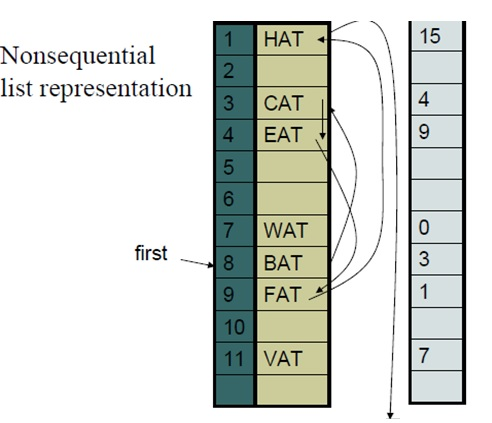 Nonsequential
list representation
first
1 HAT 15
2
3 CAT 4
4 EAT 9
5
6
7 WAT 0
8 BAT 3
9 FAT 1
10
11 VAT 7